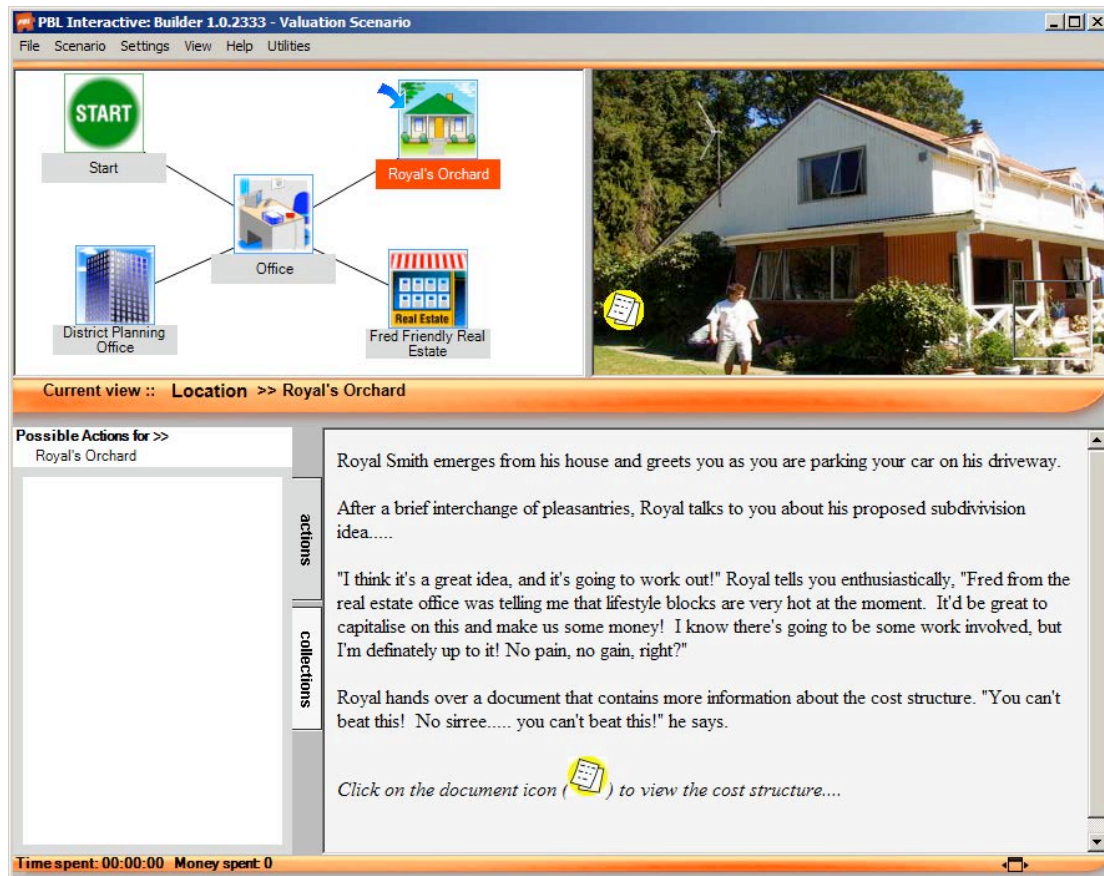 PBL Interactive: Builder 1.0.2333 - Valuation Scenario
File Scenario Settings View Help Utilities
START
Start
Royal's Orchard
Office
District Planning
Office
Real Estate
Fred Friendly Real
Estate
Current view :: Location >> Royal's Orchard
Possible Actions for >>
Royal's Orchard
actions
collections
Royal Smith emerges from his house and greets you as you are parking your car on his driveway.
After a brief interchange of pleasantries, Royal talks to you about his proposed subdivivision
idea.....
"I think it's a great idea, and it's going to work out!" Royal tells you enthusiastically, "Fred from the
real estate office was telling me that lifestyle blocks are very hot at the moment. It'd be great to
capitalise on this and make us some money! I know there's going to be some work involved, but
I'm definately up to it! No pain, no gain, right?"
Royal hands over a document that contains more information about the cost structure. "You can't
beat this! No sirree..... you can't beat this!" he says.
Click on the document icon ( ) to view the cost structure....
Time spent: 00:00:00 Money spent: 0